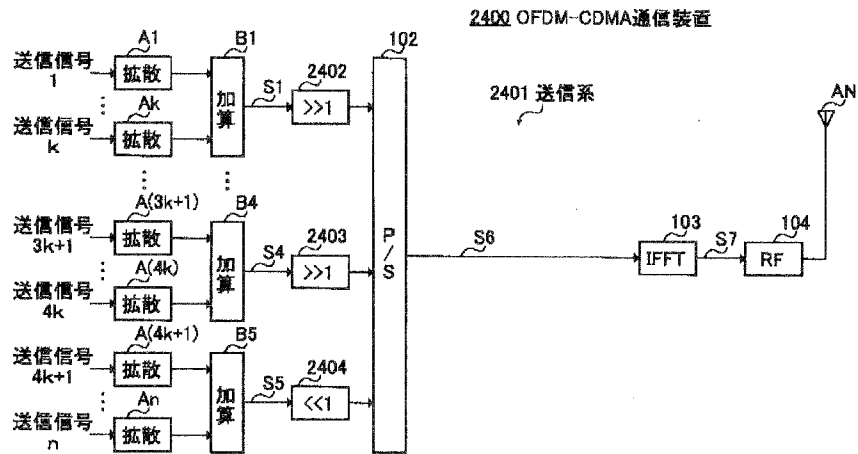 2400 OFDM-CDMA通信装置
送信信号
1
A1
拡散
B1
加算
S1
2402
>>1
102
P/S
2401 送信系
AN
⋮
送信信号
k
Ak
拡散
⋮
⋮
送信信号
3k+1
A(3k+1)
拡散
B4
加算
S4
2403
>>1
S6
103
IFFT
S7
104
RF
⋮
送信信号
4k
A(4k)
拡散
送信信号
4k+1
A(4k+1)
拡散
B5
加算
S5
2404
<<1
⋮
送信信号
n
An
拡散